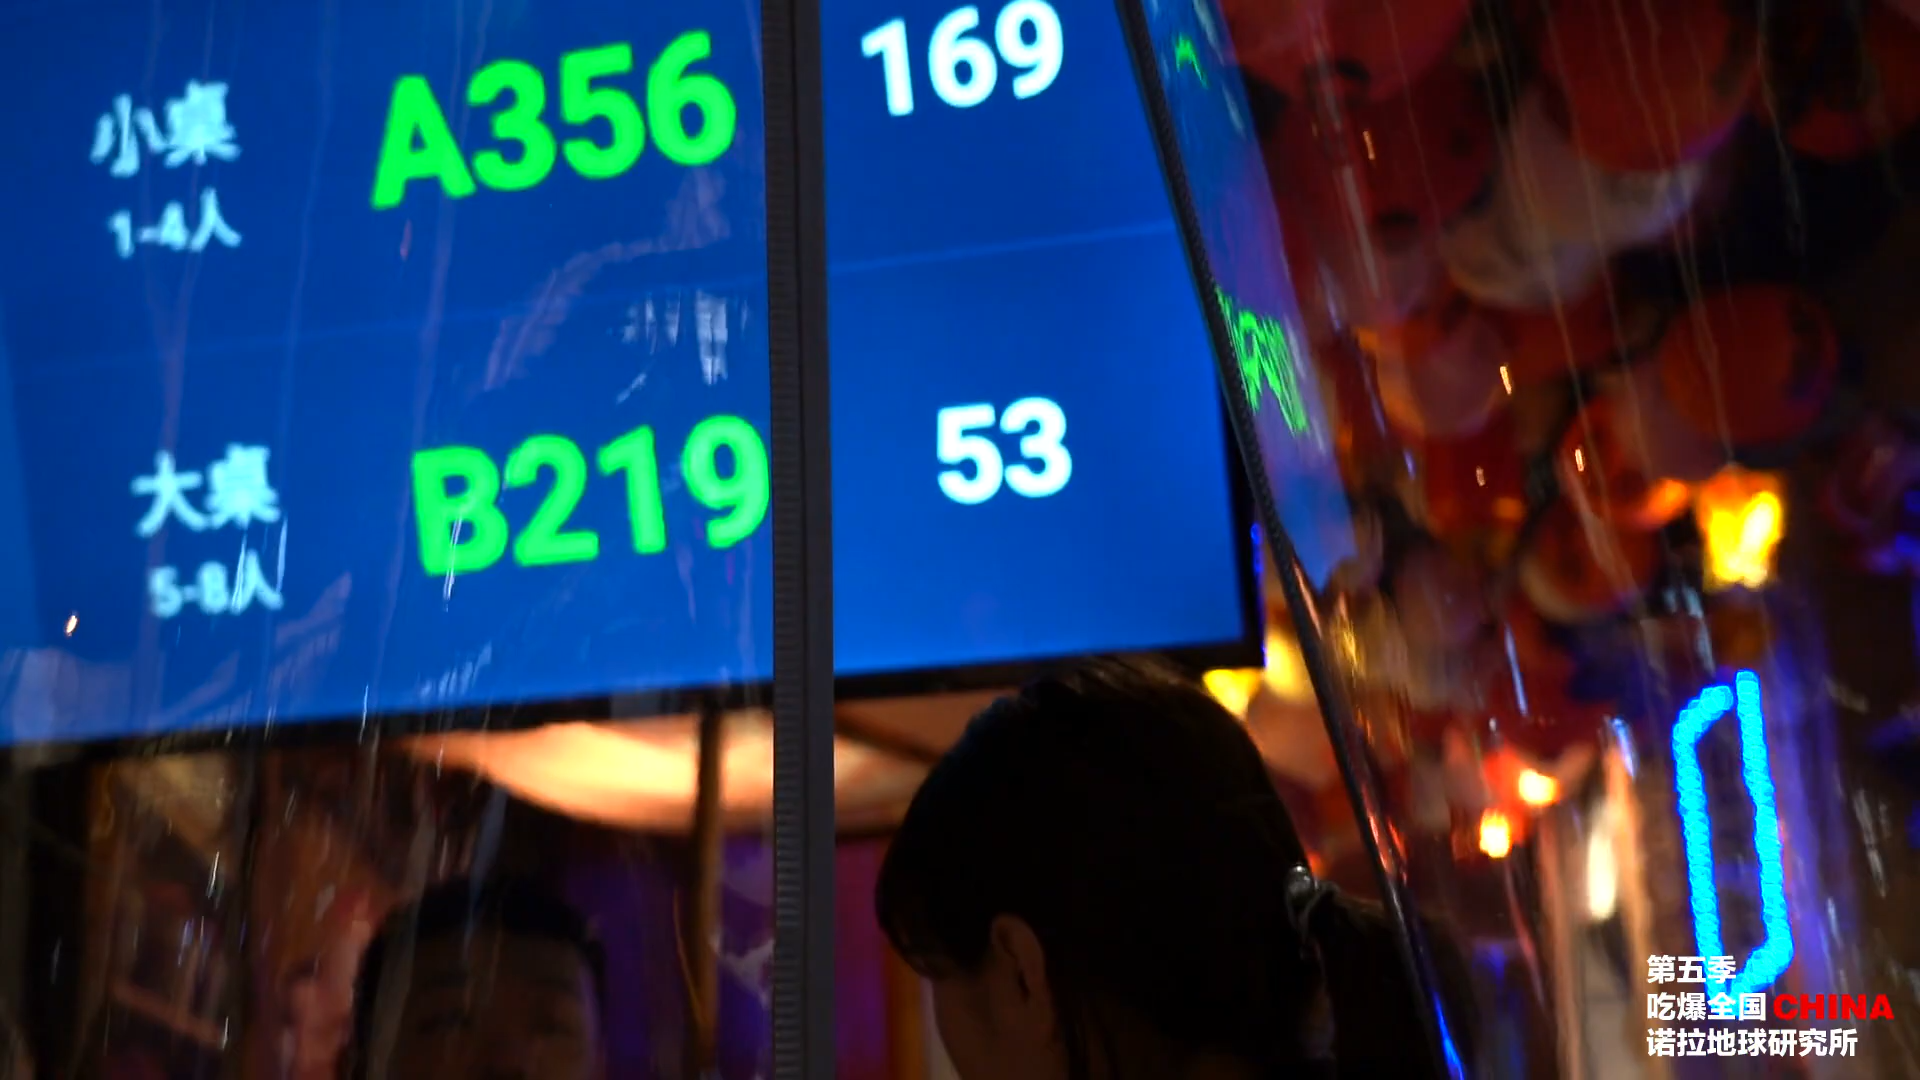 小桌 A356 169
1-4人
大桌 B219 53
5-8人
第五季
吃爆全国 CHINA
诺拉地球研究所